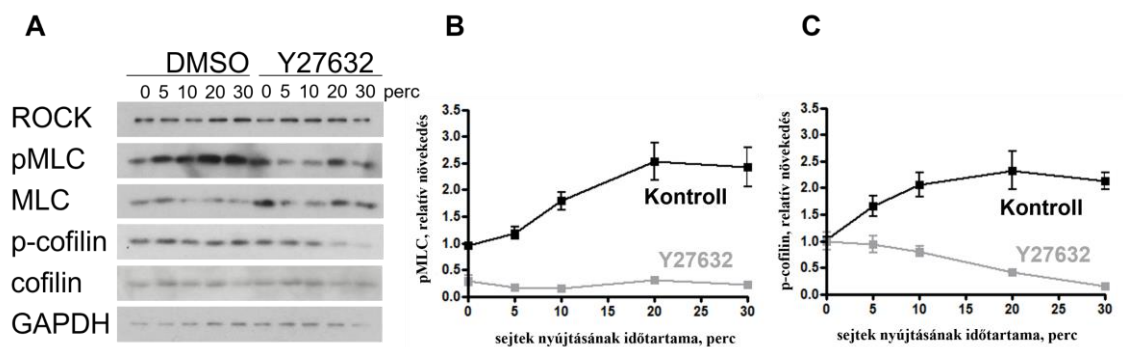 A
DMSO Y27632
0 5 10 20 30 0 5 10 20 30 perc
ROCK
pMLC
MLC
p-cofilin
cofilin
GAPDH
B
pMLC, relatív növekedés
3.5
3.0
2.5
2.0
1.5
1.0
0.5
0.0
Kontroll
Y27632
0 5 10 15 20 25 30
sejtek nyújtásának időtartama, perc
C
p-cofilin, relatív növekedés
3.5
3.0
2.5
2.0
1.5
1.0
0.5
0.0
Kontroll
Y27632
0 5 10 15 20 25 30
sejtek nyújtásának időtartama, perc